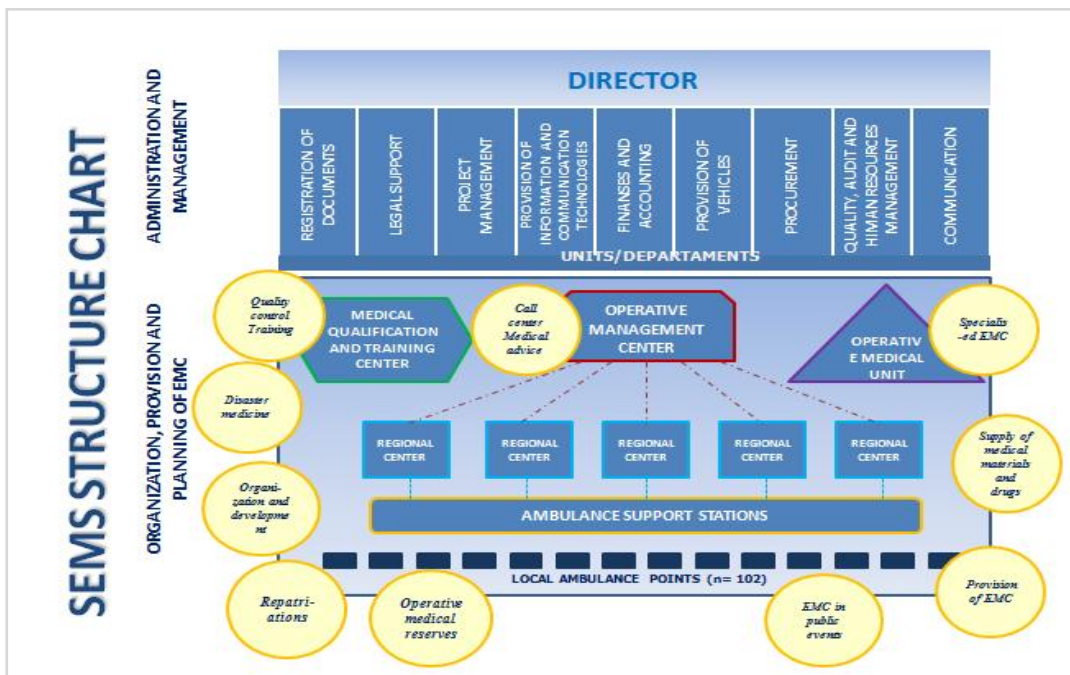 SEMS STRUCTURE CHART
ADMINISTRATION AND
MANAGEMENT
DIRECTOR
REGISTRATION OF
DOCUMENTS
LEGAL SUPPORT
PROJECT
MANAGEMENT
PROVISION OF
INFORMATION AND
COMMUNICATION
TECHNOLOGIES
FINANSES AND
ACCOUNTING
PROVISION OF
VEHICLES
PROCUREMENT
QUALITY, AUDIT AND
HIMAN RESOURCES
MANAGEMENT
COMMUNICATION
UNITS/DEPARTAMENTS
ORGANIZATION, PROVISION AND
PLANNING OF EMC
Quality
control
Training
MEDICAL
QUALIFICATION
AND TRAINING
CENTER
Call
center
Medical
advice
OPERATIVE
MANAGEMENT
CENTER
OPERATIV
E MEDICAL
UNIT
Specialis
-ed EMC
Disaster
medicine
REGIONAL
CENTER
REGIONAL
CENTER
REGIONAL
CENTER
REGIONAL
CENTER
REGIONAL
CENTER
Supply of
medical
materials
and
drugs
Organi-
zation and
developme
nt
AMBULANCE SUPPORT STATIONS
LOCAL AMBULANCE POINTS (n= 102)
Repatri-
ations
Operative
medical
reserves
EMC in
public
events
Provision
of EMC